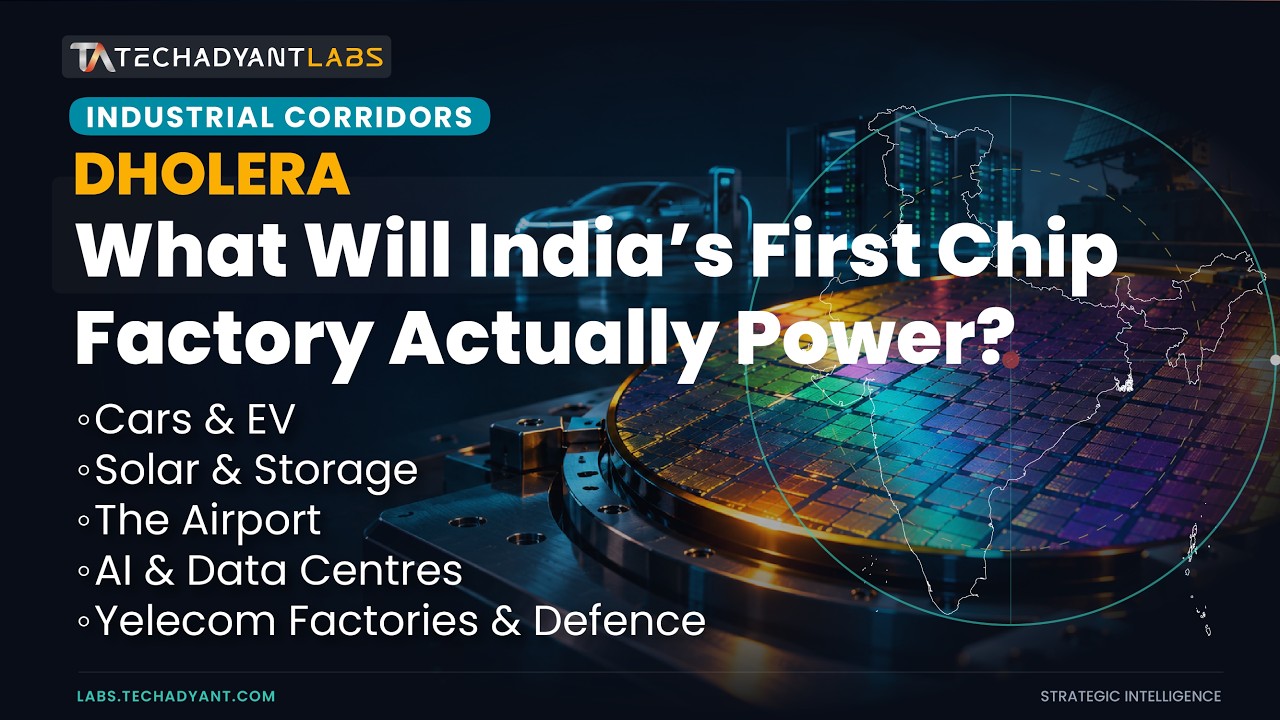 TATECHADYANTLABS
INDUSTRIAL CORRIDORS
DHOLERA
What Will India’s First Chip
Factory Actually Power?
◦Cars & EV
◦Solar & Storage
◦The Airport
◦AI & Data Centres
◦Yelecom Factories & Defence
LABS.TECHADYANT.COM
STRATEGIC INTELLIGENCE